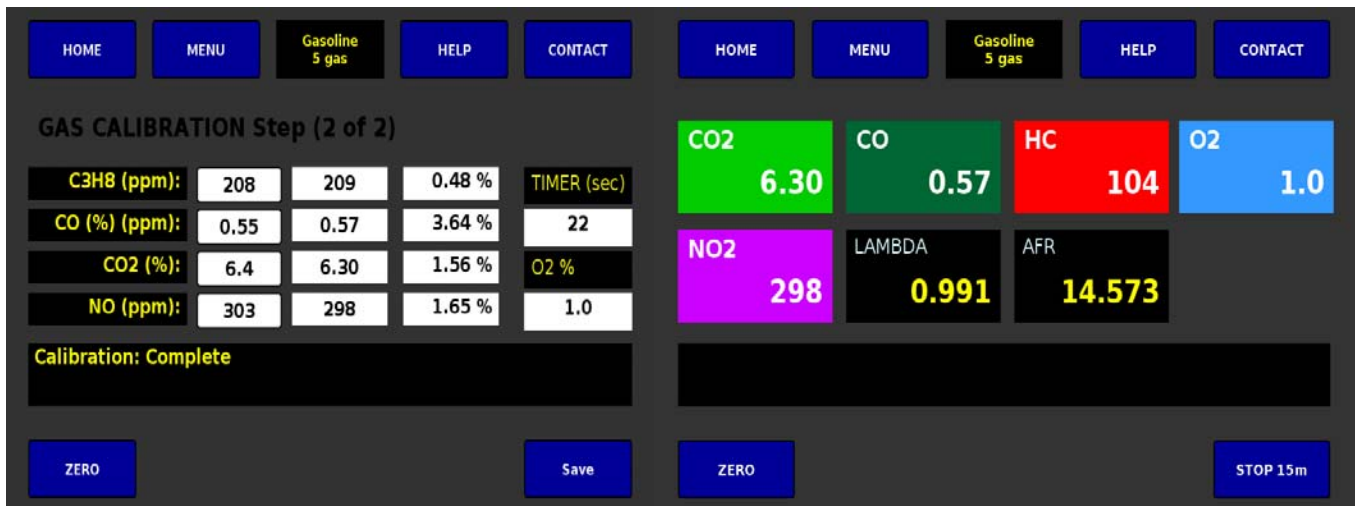 HOME MENU Gasoline 5 gas HELP CONTACT
GAS CALIBRATION Step (2 of 2)
C3H8 (ppm): 208 209 0.48 % TIMER (sec)
CO (%) (ppm): 0.55 0.57 3.64 % 22
CO2 (%): 6.4 6.30 1.56 % O2 %
NO (ppm): 303 298 1.65 % 1.0
Calibration: Complete
ZERO Save
HOME MENU Gasoline 5 gas HELP CONTACT
CO2 CO HC O2
6.30 0.57 104 1.0
NO2 LAMBDA AFR
298 0.991 14.573
ZERO STOP 15m